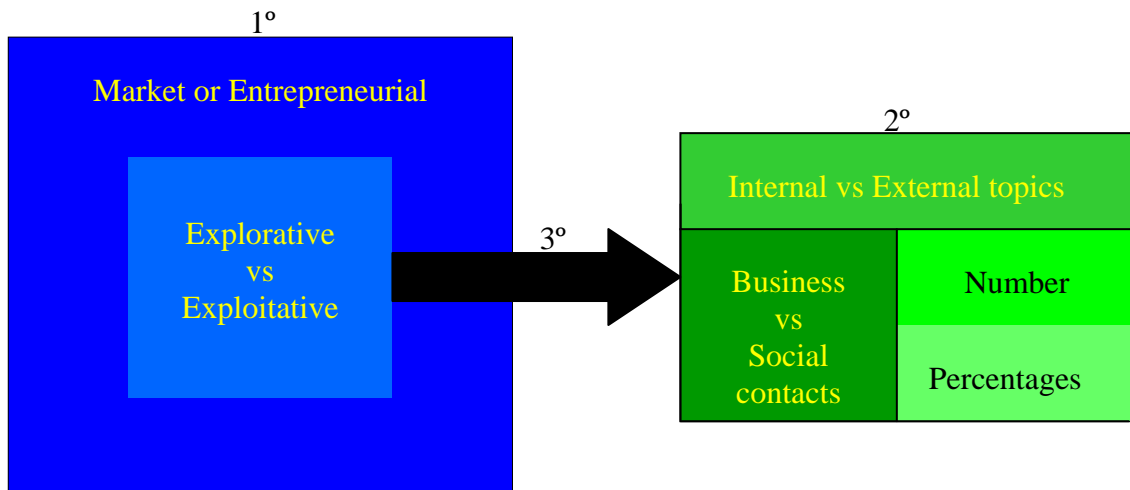 1º
Market or Entrepreneurial
Explorative
vs
Exploitative
3º
2º
Internal vs External topics
Business
vs
Social
contacts
Number
Percentages